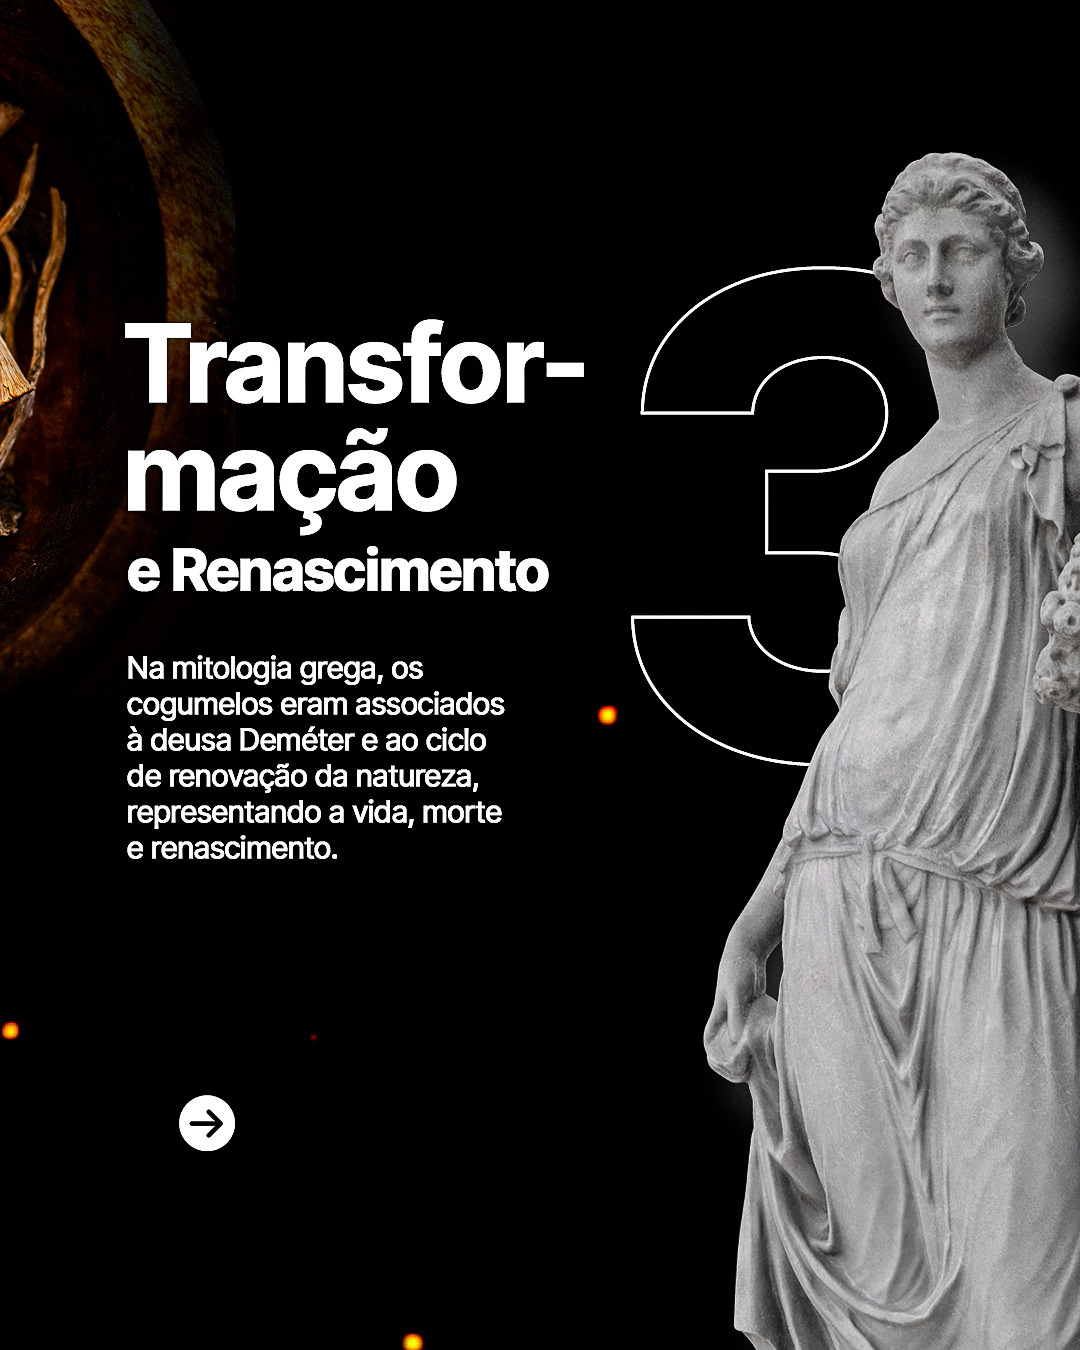 Transfor-
mação
e Renascimento
3
Na mitologia grega, os
cogumelos eram associados
à deusa Deméter e ao ciclo
de renovação da natureza,
representando a vida, morte
e renascimento.